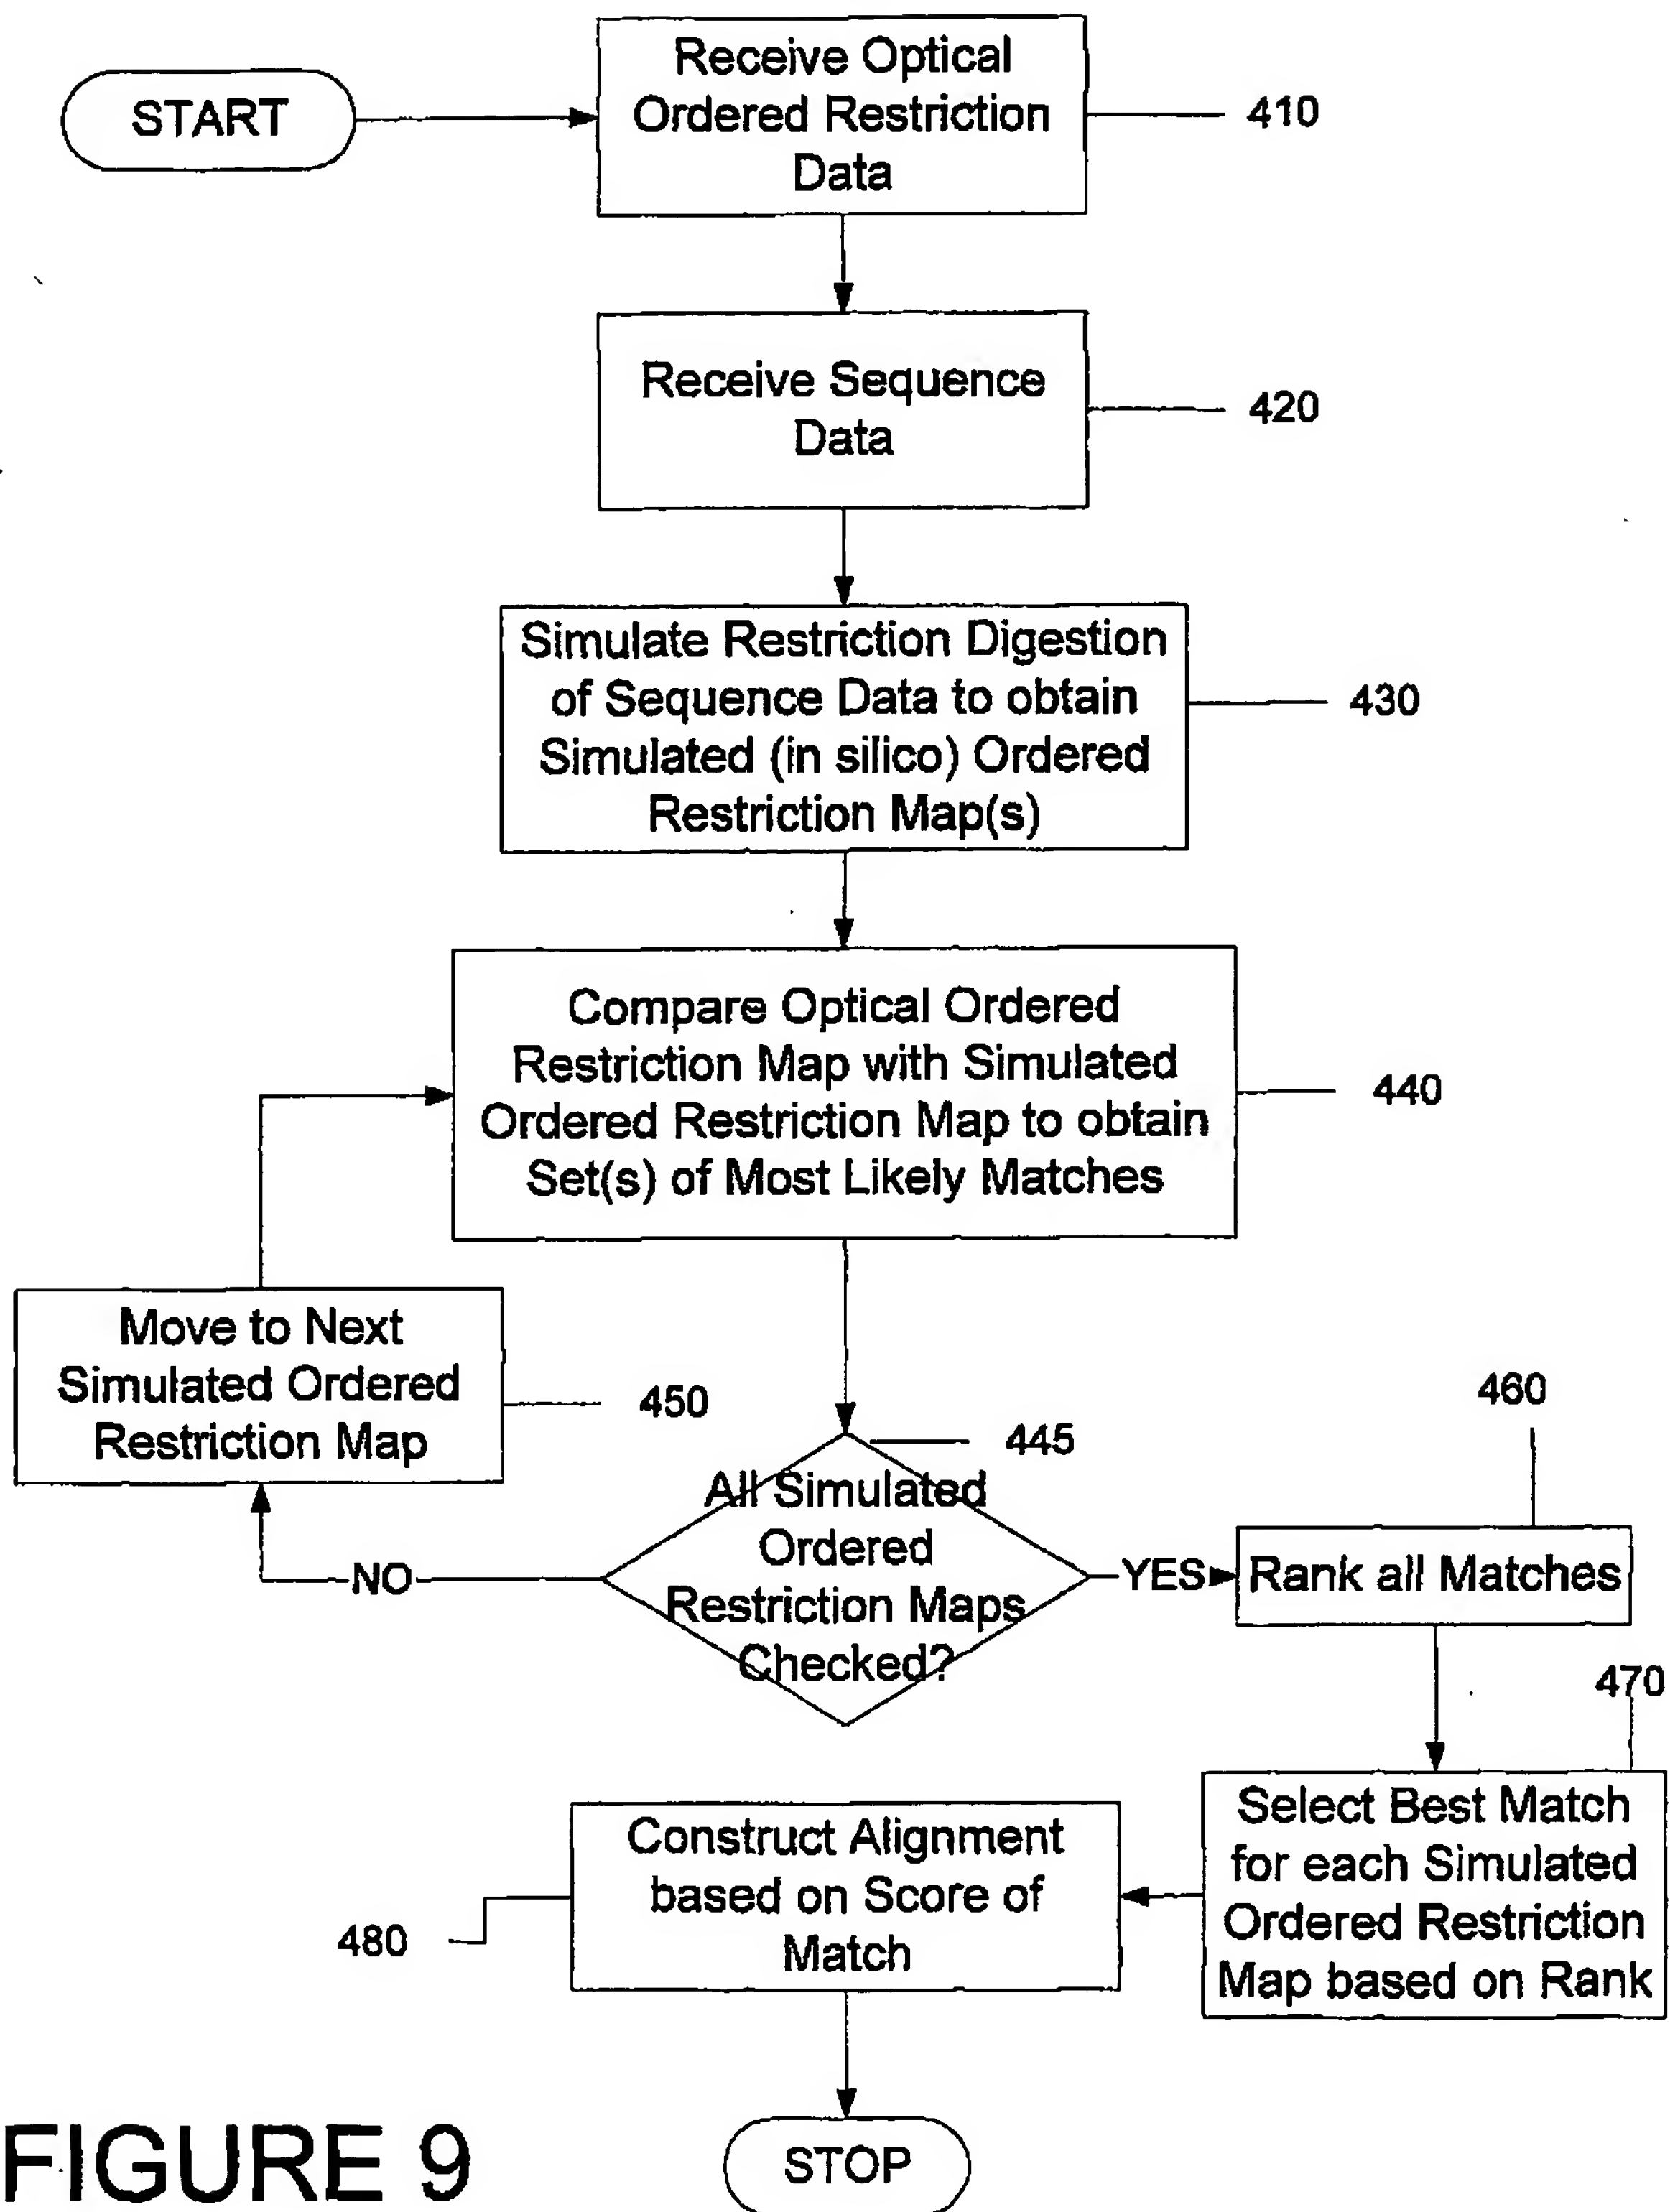 START
Receive Optical
Ordered Restriction
Data
410
Receive Sequence
Data
420
Simulate Restriction Digestion
of Sequence Data to obtain
Simulated (in silico) Ordered
Restriction Map(s)
430
Compare Optical Ordered
Restriction Map with Simulated
Ordered Restriction Map to obtain
Set(s) of Most Likely Matches
440
Move to Next
Simulated Ordered
Restriction Map
450
445
All Simulated
Ordered
Restriction Maps
Checked?
NO
YES
460
Rank all Matches
470
Select Best Match
for each Simulated
Ordered Restriction
Map based on Rank
Construct Alignment
based on Score of
Match
480
STOP
FIGURE 9